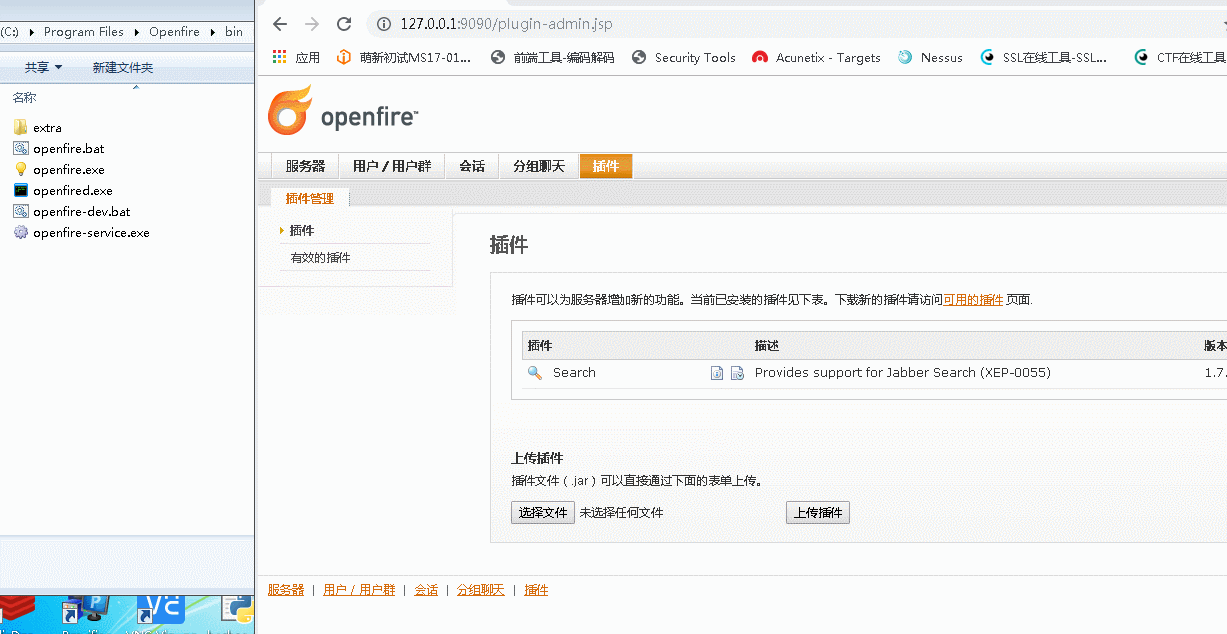 (C:) ▸ Program Files ▸ Openfire ▸ bin
共享 新建文件夹
名称
extra
openfire.bat
openfire.exe
openfired.exe
openfire-dev.bat
openfire-service.exe
127.0.0.1:9090/plugin-admin.jsp
应用 萌新初试MS17-01... 前端工具-编码解码 Security Tools Acunetix - Targets Nessus SSL在线工具-SSL... CTF在线工具
openfire™
服务器 用户 / 用户群 会话 分组聊天 插件
插件管理
插件
有效的插件
插件
插件可以为服务器增加新的功能。当前已安装的插件见下表。下载新的插件请访问可用的插件 页面.
插件 描述 版本
Search Provides support for Jabber Search (XEP-0055) 1.7.
上传插件
插件文件 ( .jar ) 可以直接通过下面的表单上传。
选择文件 未选择任何文件 上传插件
服务器 | 用户 / 用户群 | 会话 | 分组聊天 | 插件